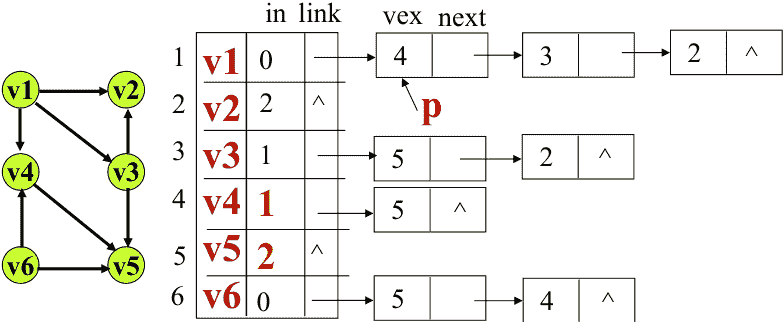 in link vex next
1 v1 0 4 3 2 ^
v1 v2
2 v2 2 ^
p
3 v3 1 5 2 ^
v4 v3
4 v4 1 5 ^
5 v5 2 ^
v6 v5
6 v6 0 5 4 ^